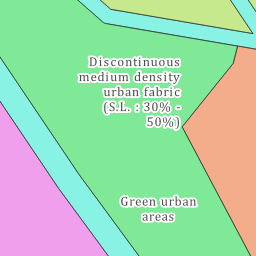 Discontinuous
medium density
urban fabric
(S.L. : 30% -
50%)
Green urban
areas